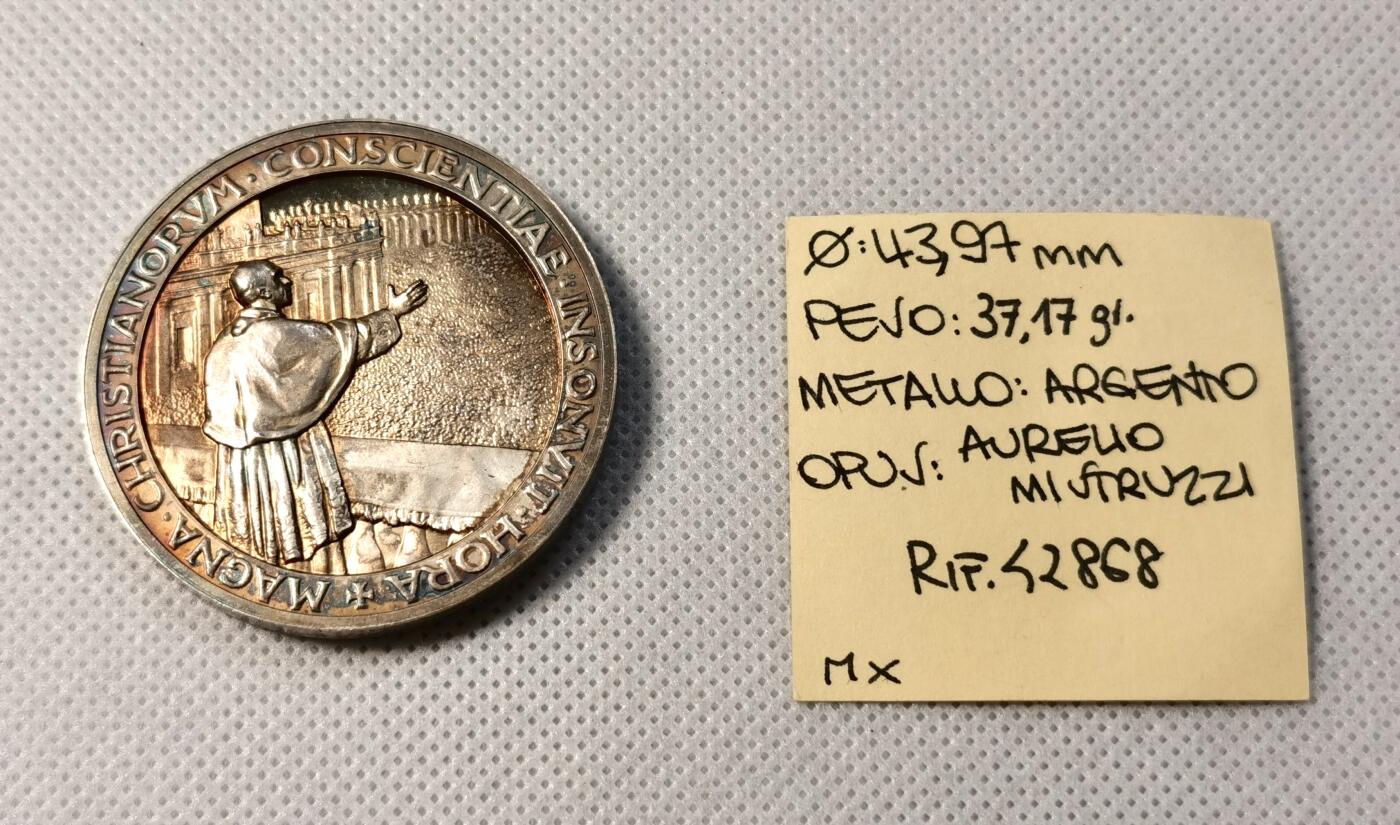 ✠ MAGNA · CHRISTIANORVM · CONSCIENTIAE · INSONVIT · HORA
Ø: 43,97 mm
PESO: 37,17 gr.
METALLO: ARGENTO
OPUS: AURELIO
MISTRUZZI
RIF. 42868
MX